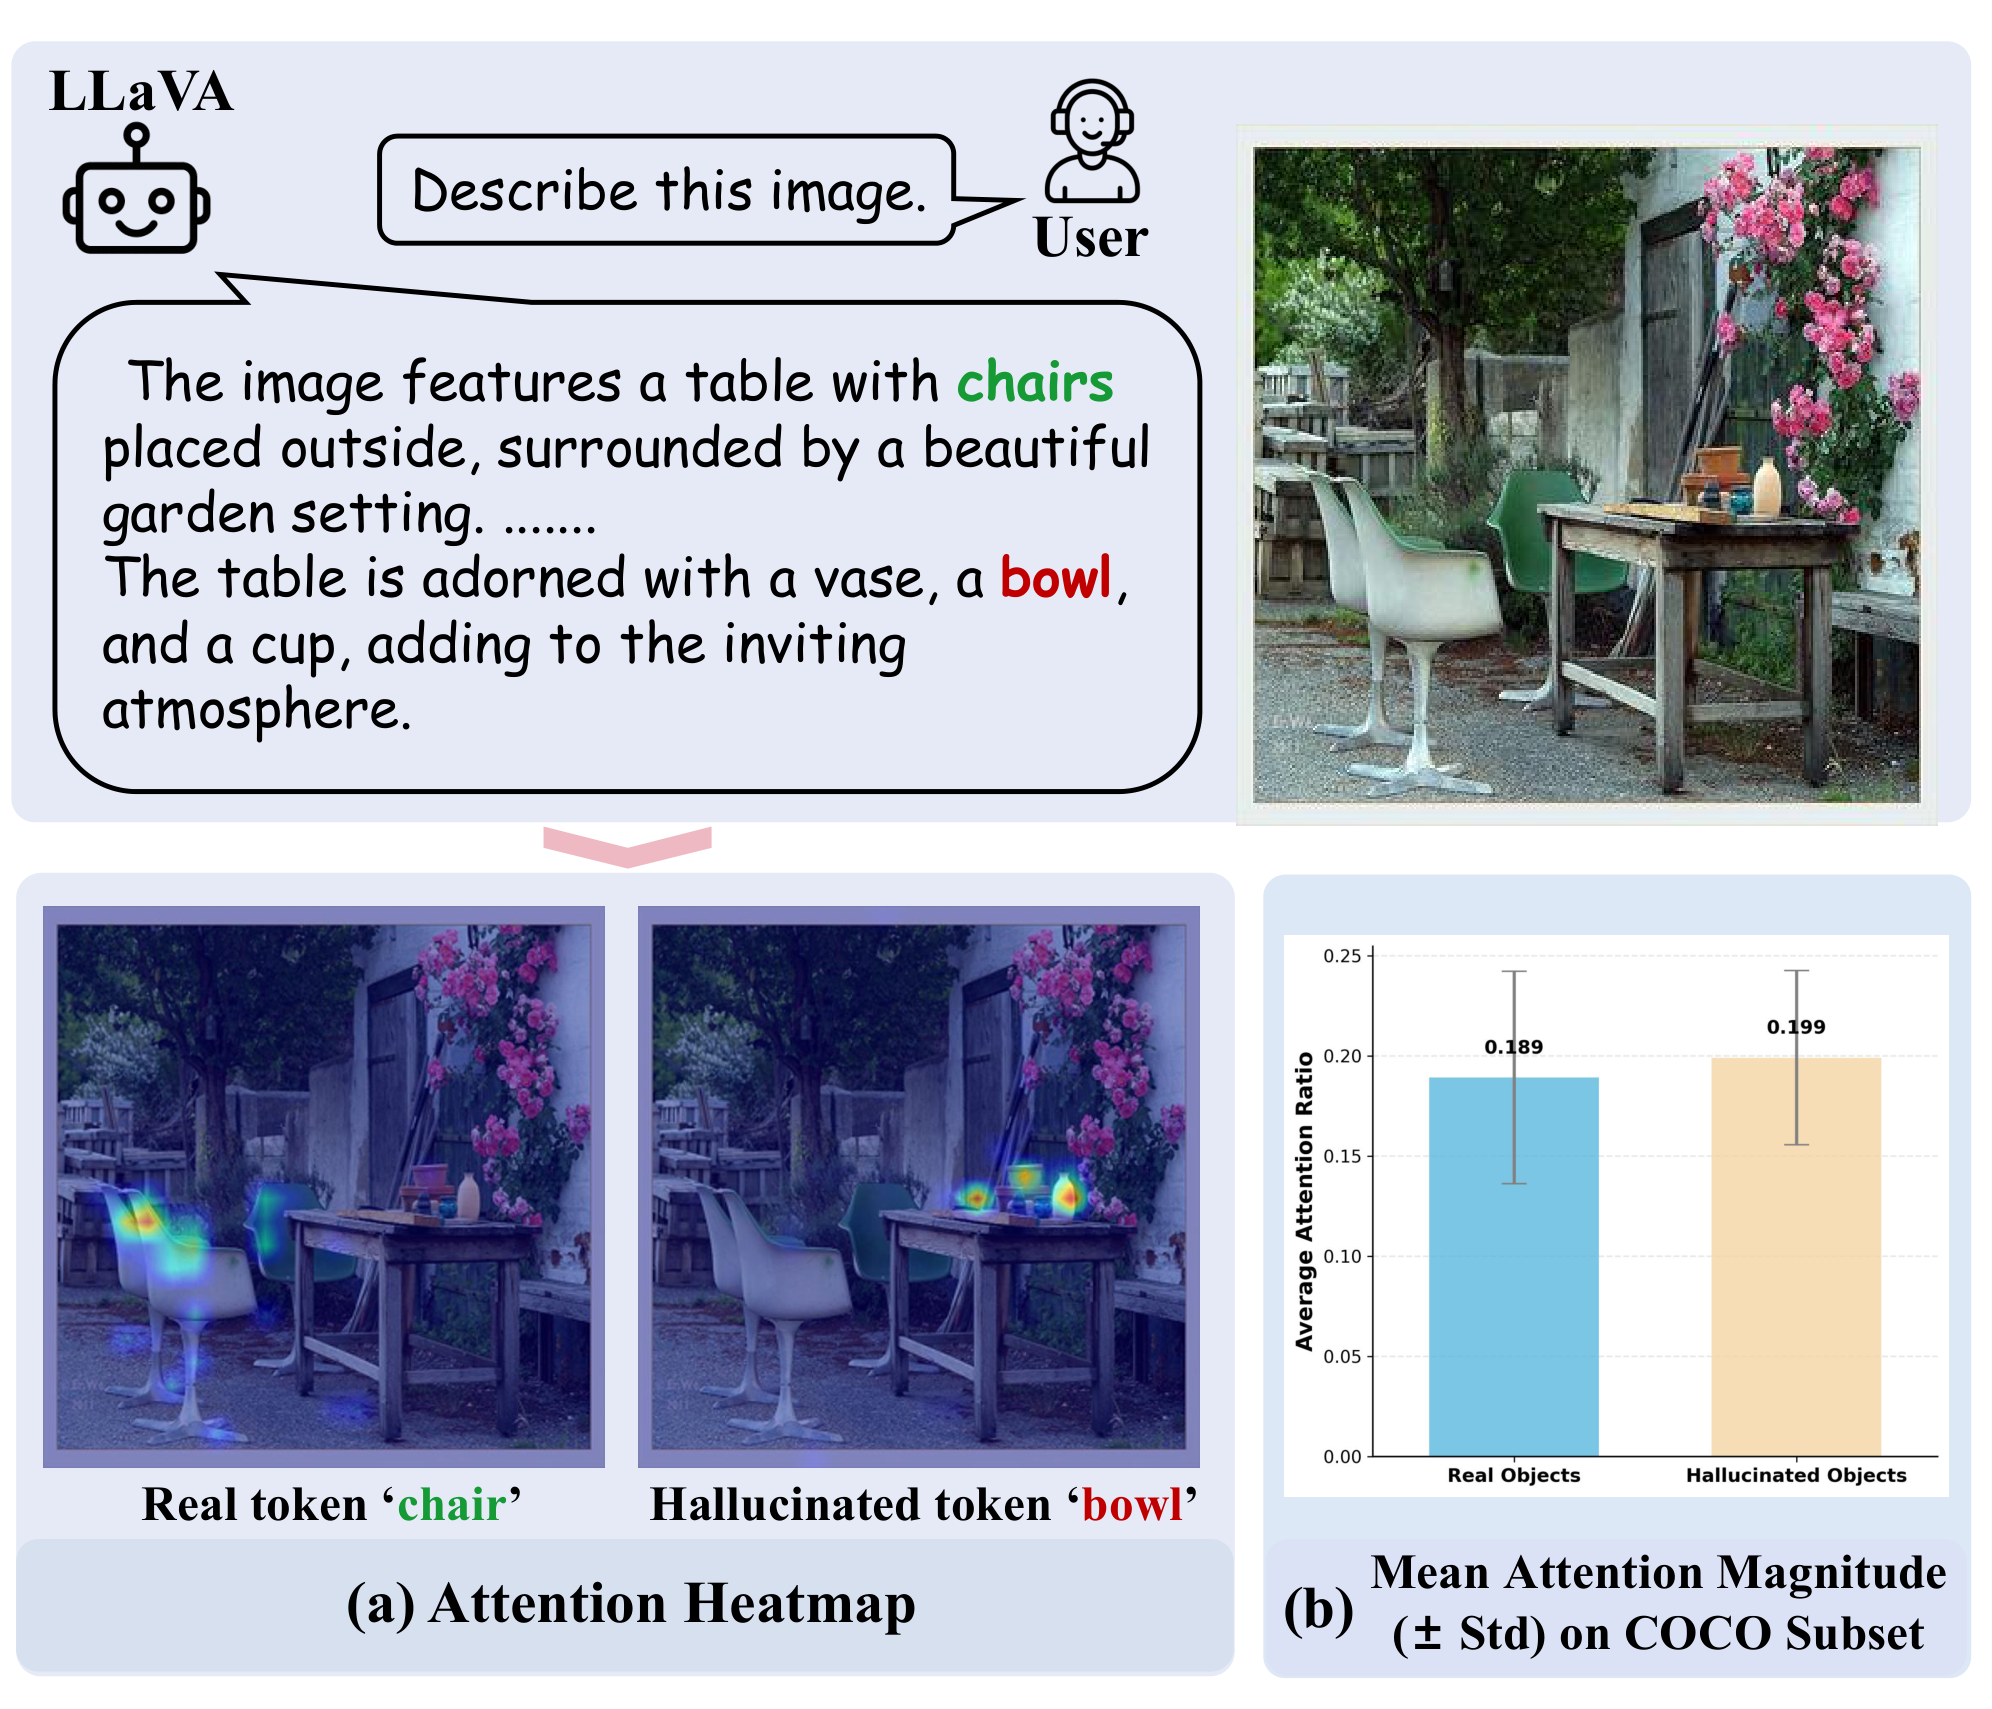 LLaVA
Describe this image.
User
The image features a table with chairs
placed outside, surrounded by a beautiful
garden setting. .......
The table is adorned with a vase, a bowl,
and a cup, adding to the inviting
atmosphere.
Real token ‘chair’
Hallucinated token ‘bowl’
(a) Attention Heatmap
Average Attention Ratio
0.25
0.20
0.15
0.10
0.05
0.00
0.189
0.199
Real Objects
Hallucinated Objects
(b) Mean Attention Magnitude
(± Std) on COCO Subset